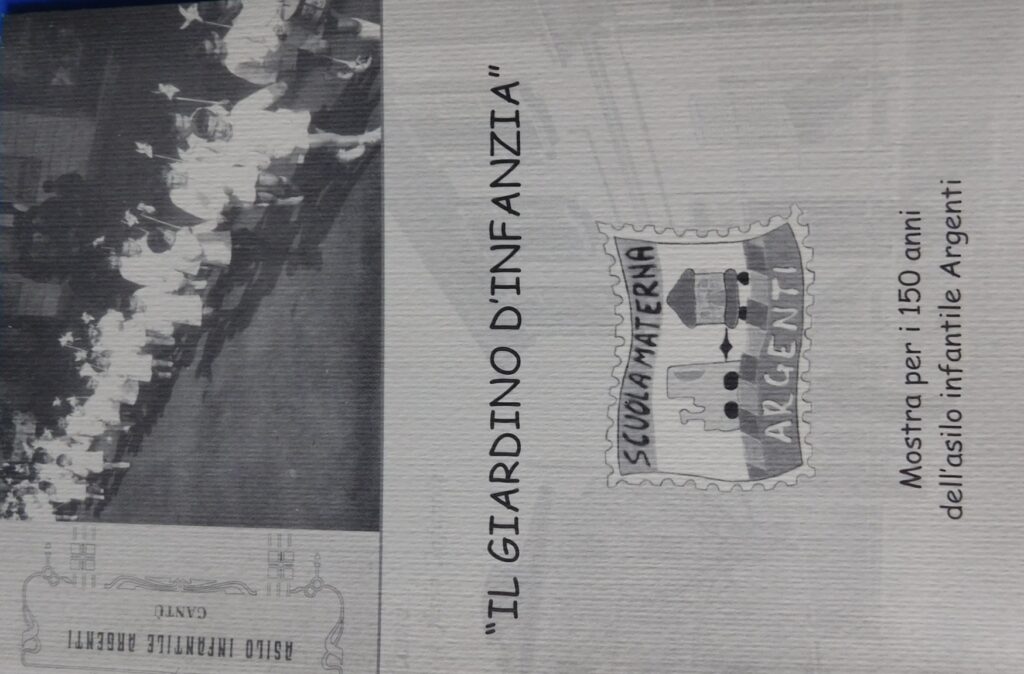 ASILO INFANTILE ARGENTI
CANTÙ
"IL GIARDINO D'INFANZIA"
SCUOLA MATERNA
ARGENTI
Mostra per i 150 anni
dell'asilo infantile Argenti